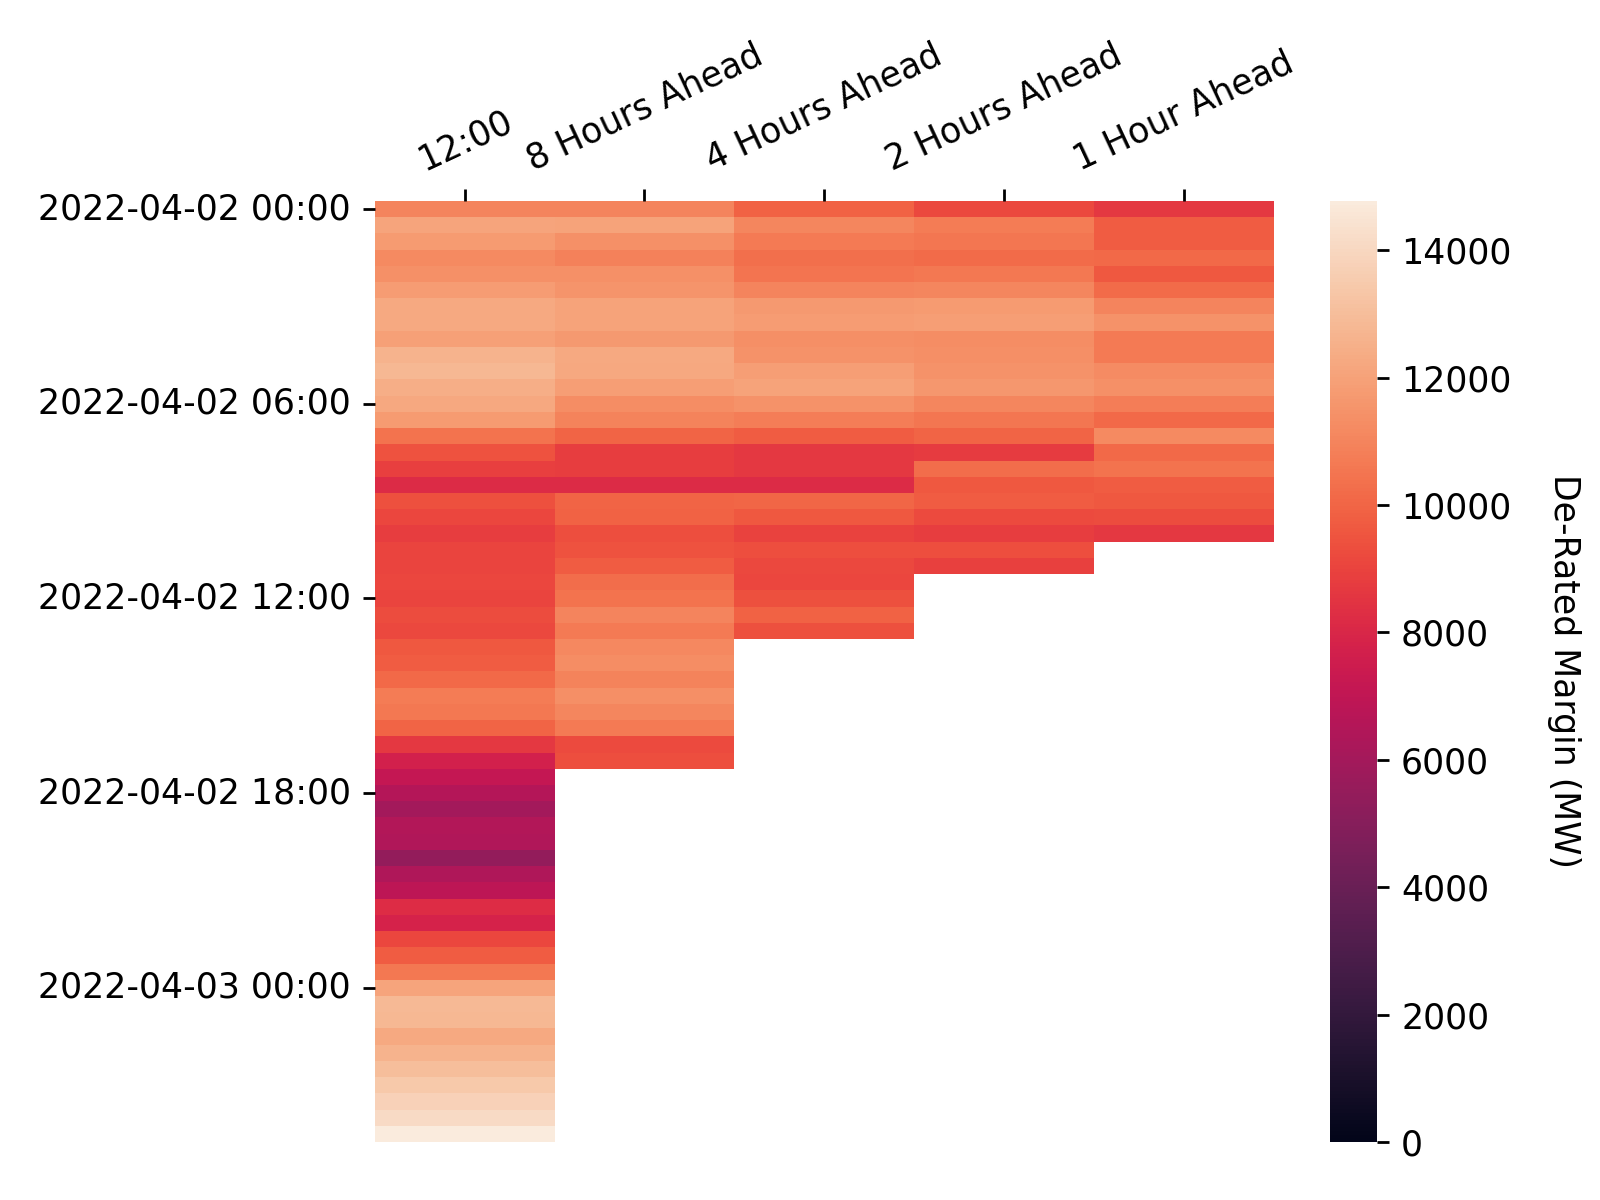 12:00
8 Hours Ahead
4 Hours Ahead
2 Hours Ahead
1 Hour Ahead
2022-04-02 00:00
2022-04-02 06:00
2022-04-02 12:00
2022-04-02 18:00
2022-04-03 00:00
14000
12000
10000
8000
6000
4000
2000
0
De-Rated Margin (MW)